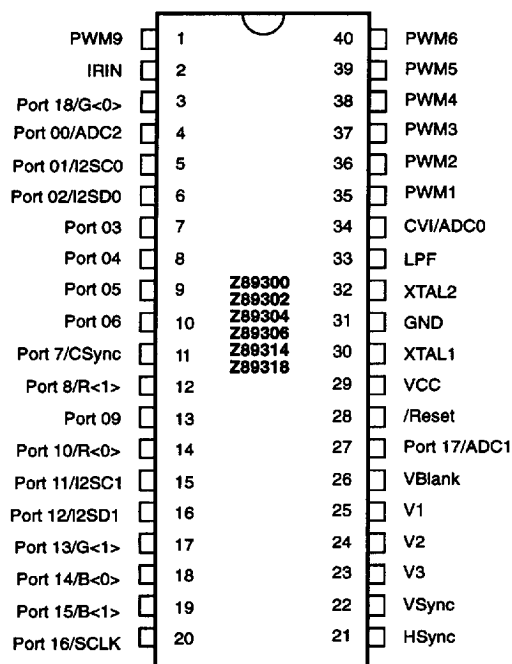 PWM9 1 40 PWM6
IRIN 2 39 PWM5
Port 18/G<0> 3 38 PWM4
Port 00/ADC2 4 37 PWM3
Port 01/I2SC0 5 36 PWM2
Port 02/I2SD0 6 35 PWM1
Port 03 7 34 CVI/ADC0
Port 04 8 33 LPF
Port 05 9 Z89300 32 XTAL2
Z89302
Port 06 10 Z89304 31 GND
Z89306
Port 7/CSync 11 Z89314 30 XTAL1
Z89318
Port 8/R<1> 12 29 VCC
Port 09 13 28 /Reset
Port 10/R<0> 14 27 Port 17/ADC1
Port 11/I2SC1 15 26 VBlank
Port 12/I2SD1 16 25 V1
Port 13/G<1> 17 24 V2
Port 14/B<0> 18 23 V3
Port 15/B<1> 19 22 VSync
Port 16/SCLK 20 21 HSync